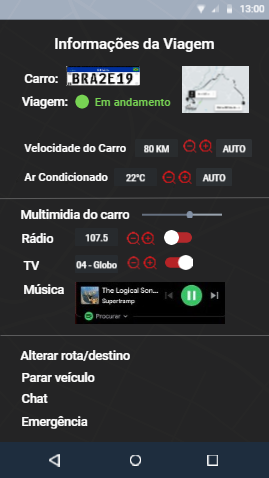 13:00
Informações da Viagem
Carro: BRA2E19
Viagem: Em andamento
Velocidade do Carro 80 KM AUTO
Ar Condicionado 22°C AUTO
Multimidia do carro
Rádio 107.5
TV 04 - Globo
Música The Logical Son...
Supertramp
Procurar
Alterar rota/destino
Parar veículo
Chat
Emergência